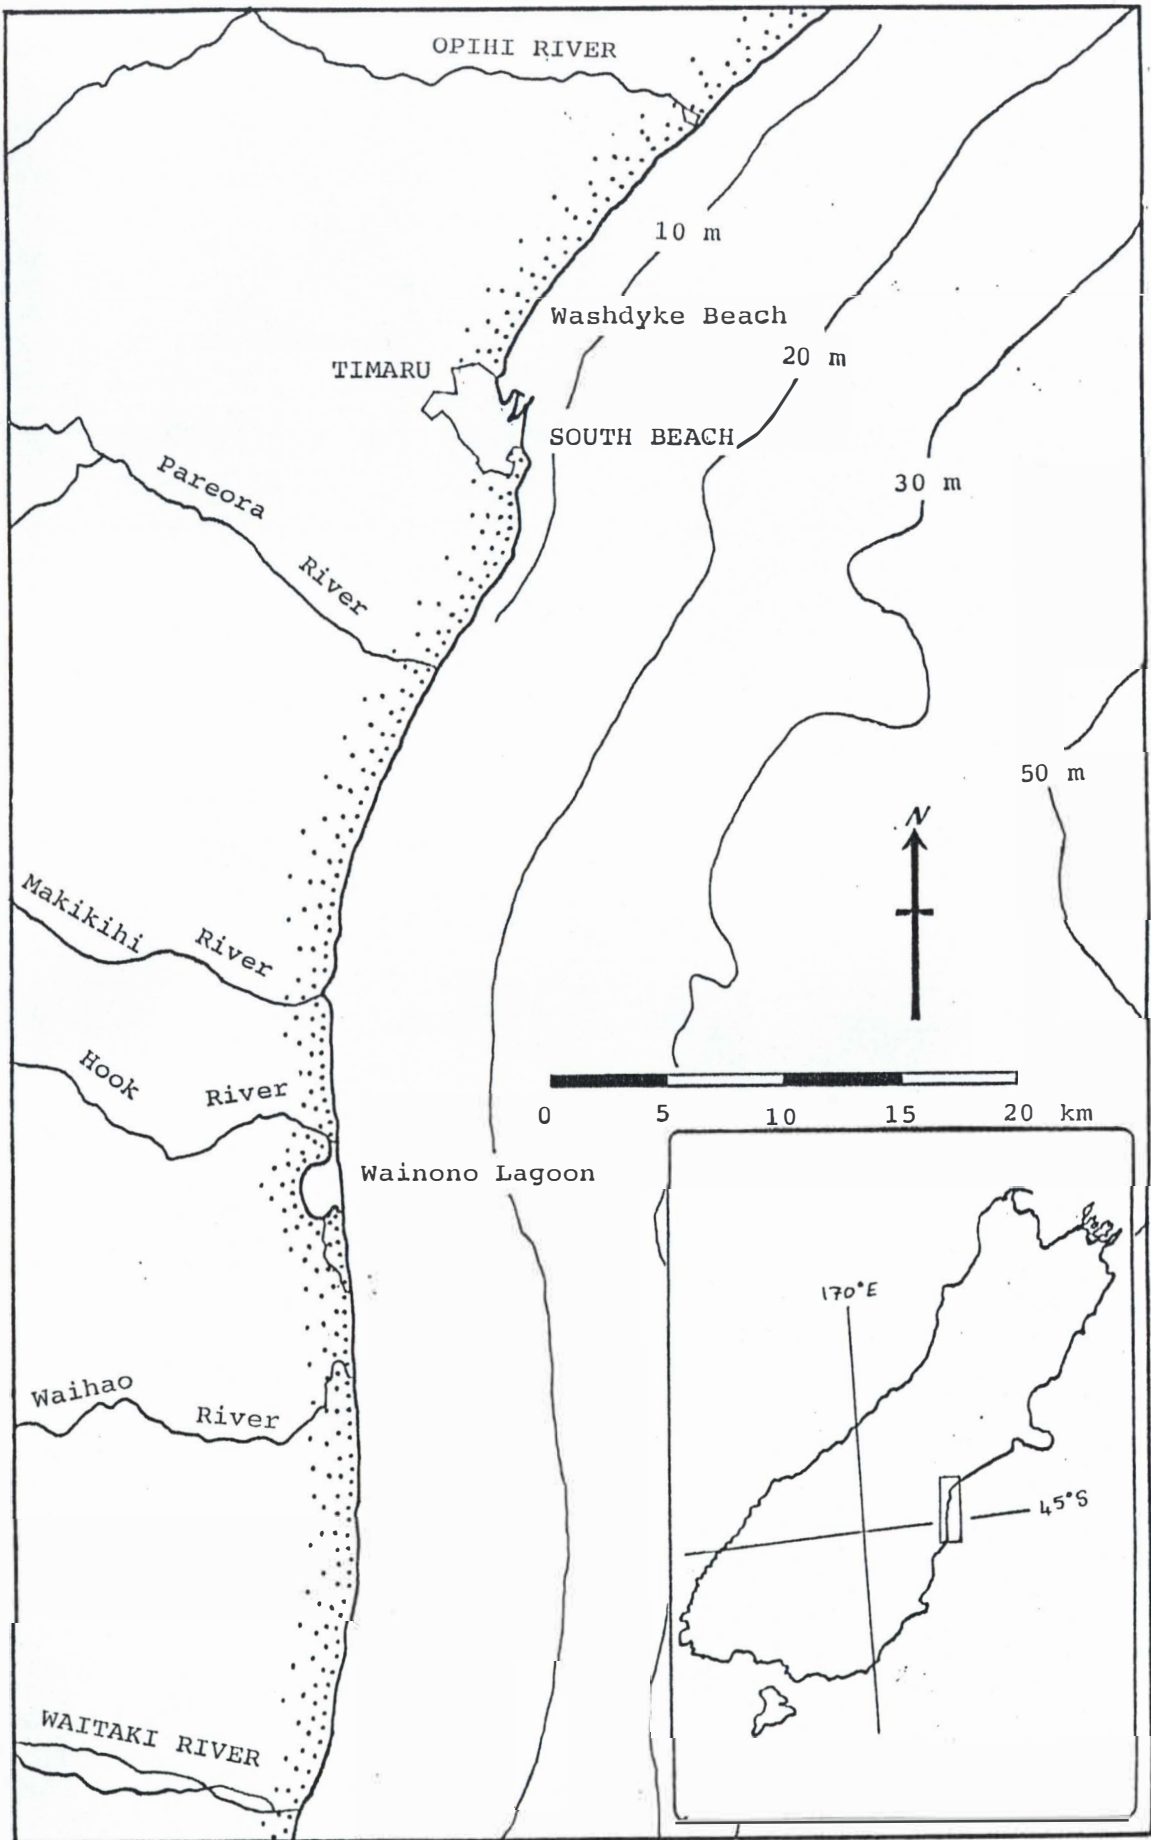 OPIHI RIVER
10 m
Washdyke Beach
20 m
TIMARU
SOUTH BEACH
30 m
Pareora
River
50 m
N
Makikihi
River
Hook
River
0 5 10 15 20 km
Wainono Lagoon
170°E
Waihao
River
45°S
WAITAKI RIVER